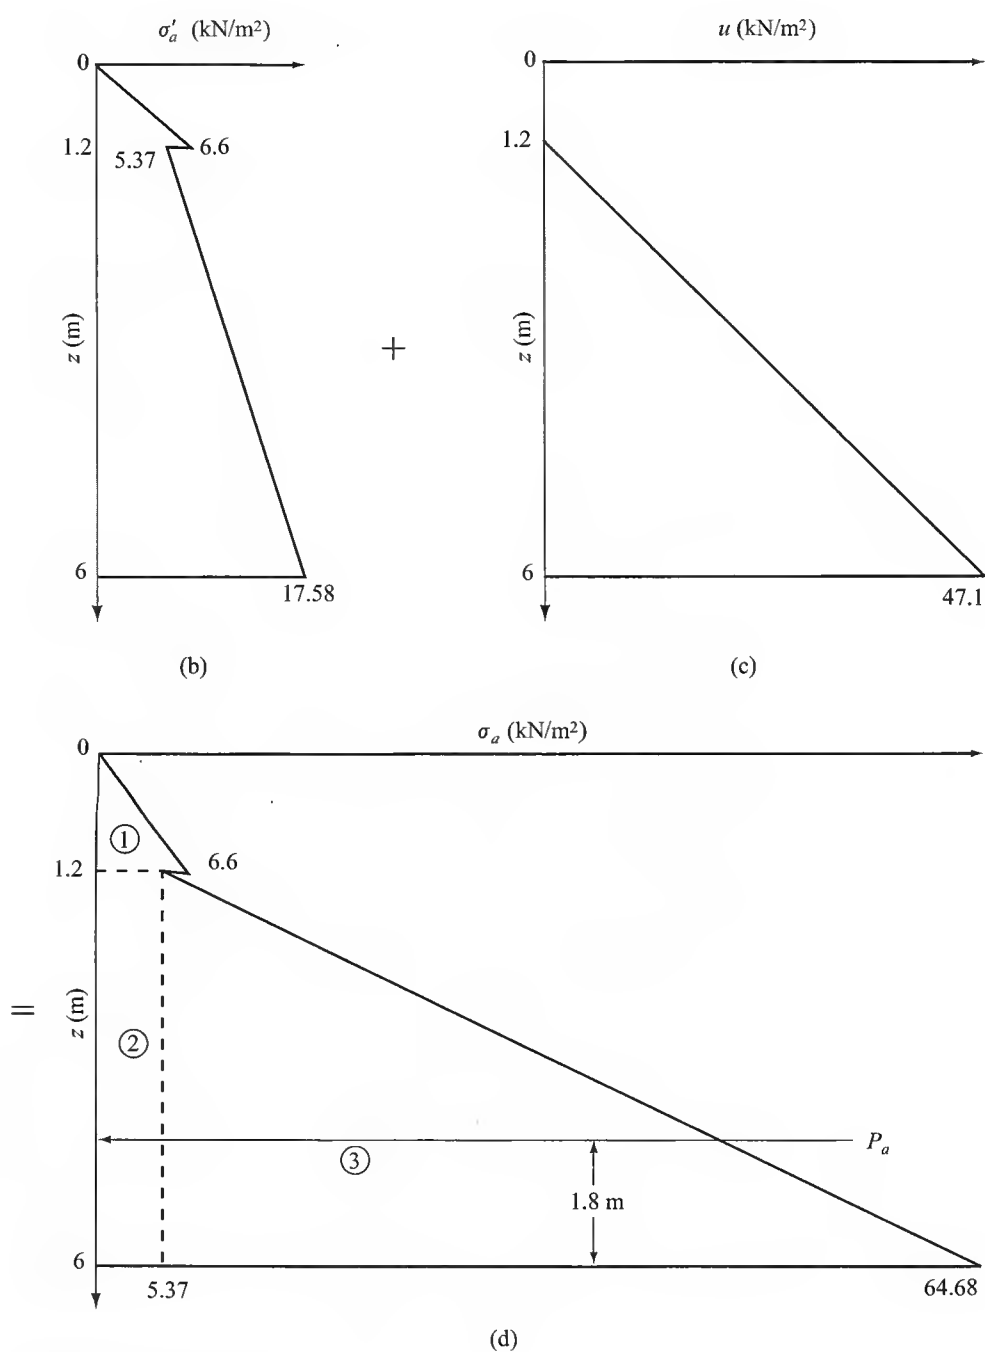 σ′ₐ (kN/m²)
0
1.2
5.37
6.6
z (m)
6
17.58
(b)
+
u (kN/m²)
0
1.2
z (m)
6
47.1
(c)
=
σₐ (kN/m²)
0
①
6.6
1.2
z (m)
②
③
Pₐ
1.8 m
6
5.37
64.68
(d)